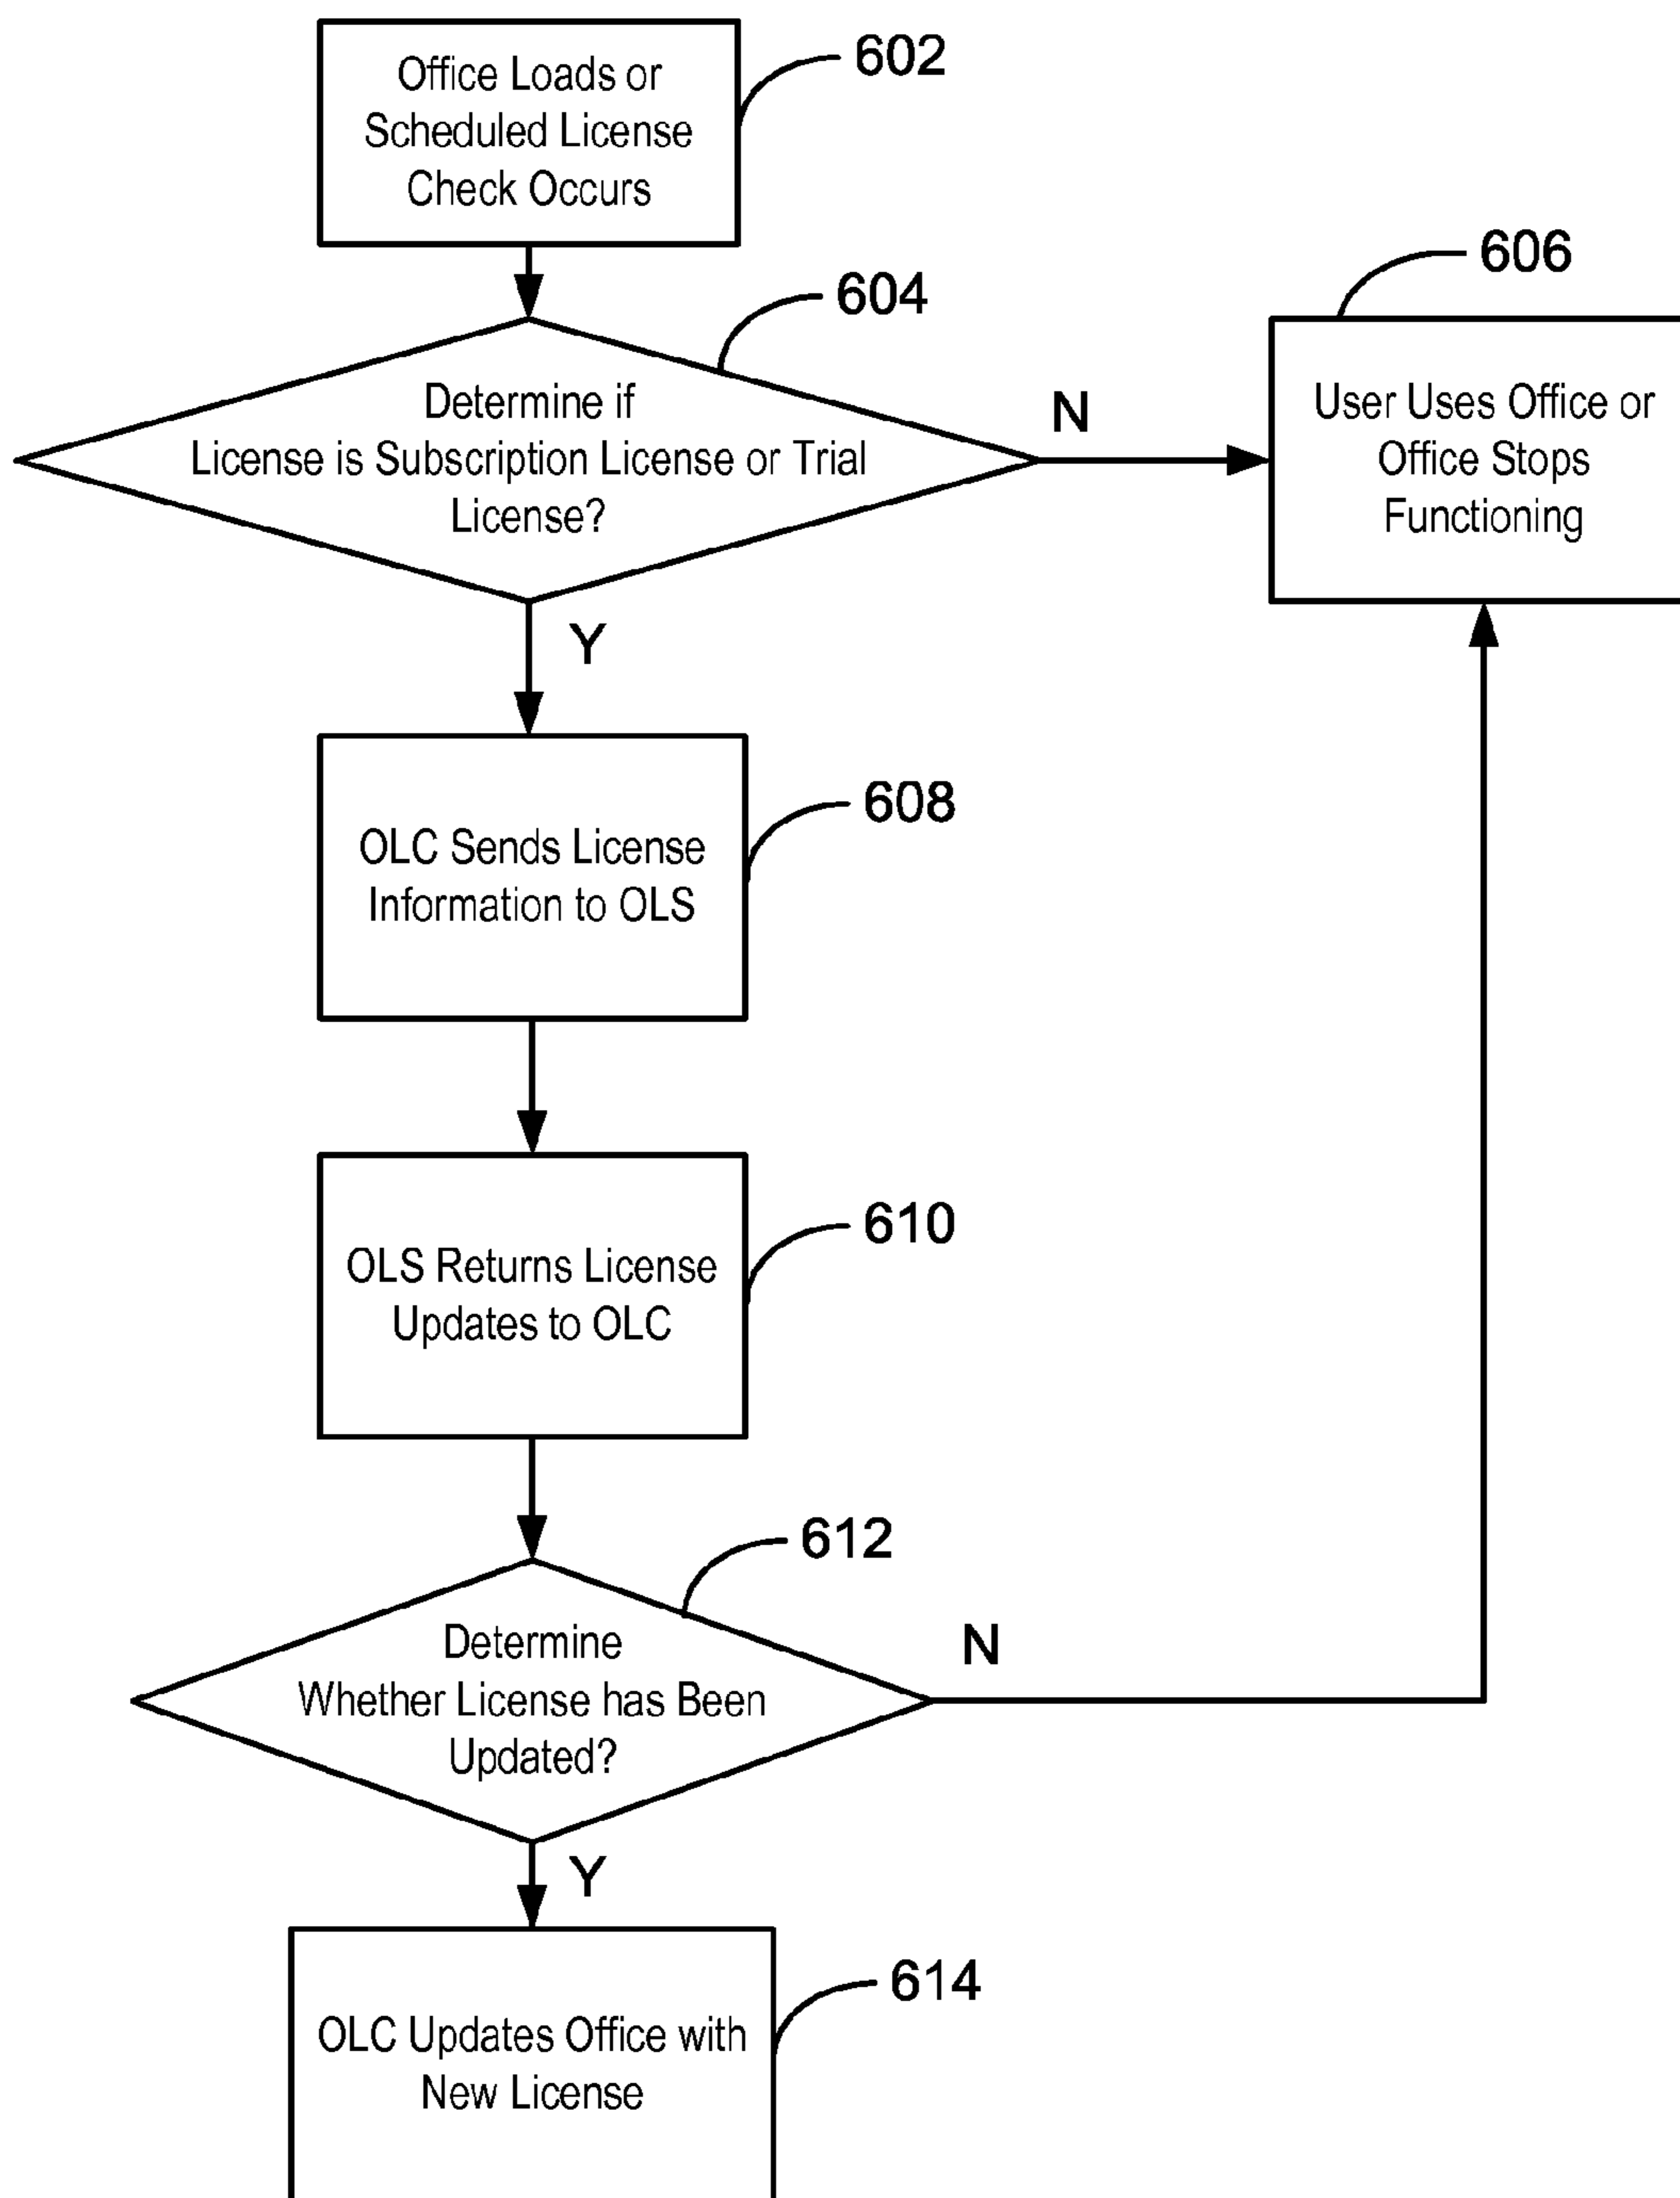 Office Loads or
Scheduled License
Check Occurs
602
604
Determine if
License is Subscription License or Trial
License?
N
606
User Uses Office or
Office Stops
Functioning
Y
OLC Sends License
Information to OLS
608
OLS Returns License
Updates to OLC
610
612
Determine
Whether License has Been
Updated?
N
Y
OLC Updates Office with
New License
614